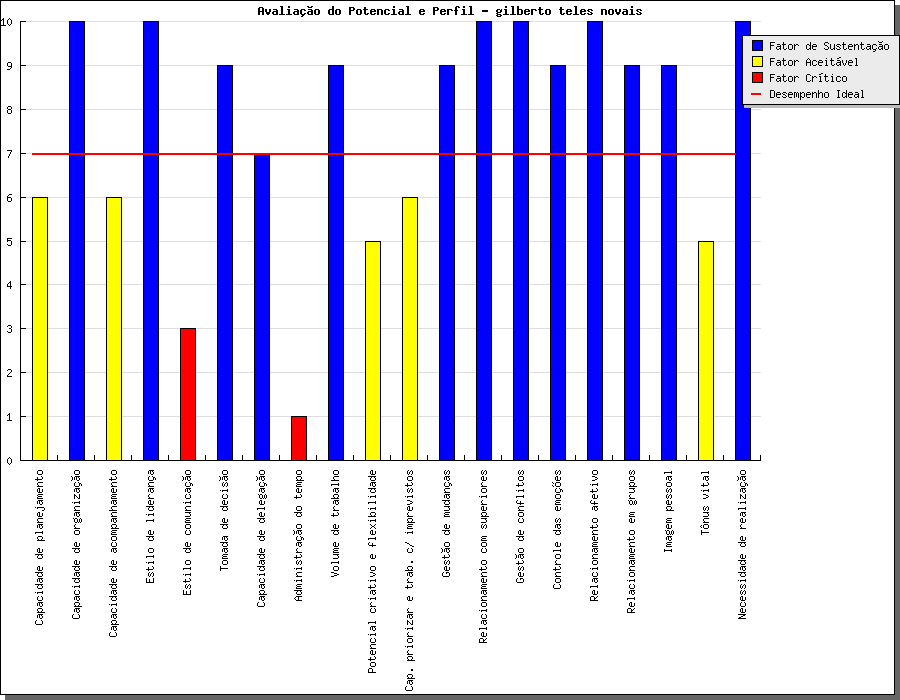 Avaliação do Potencial e Perfil - gilberto teles novais
10
9
8
7
6
5
4
3
2
1
0
Fator de Sustentação
Fator Aceitável
Fator Crítico
Desempenho Ideal
Capacidade de planejamento
Capacidade de organização
Capacidade de acompanhamento
Estilo de liderança
Estilo de comunicação
Tomada de decisão
Capacidade de delegação
Administração do tempo
Volume de trabalho
Potencial criativo e flexibilidade
Cap. priorizar e trab. c/ imprevistos
Gestão de mudanças
Relacionamento com superiores
Gestão de conflitos
Controle das emoções
Relacionamento afetivo
Relacionamento em grupos
Imagem pessoal
Tônus vital
Necessidade de realização